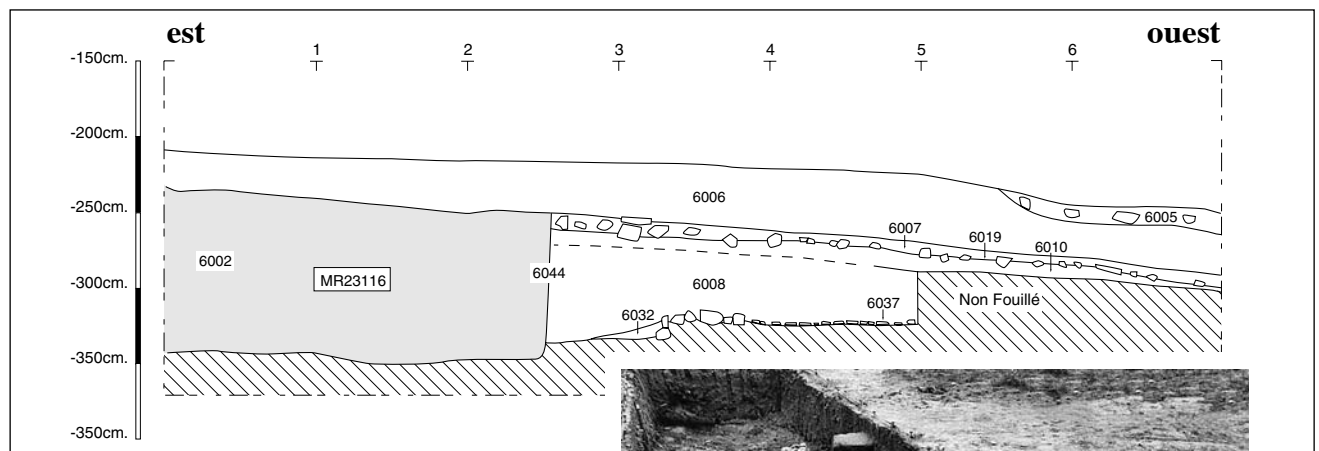 est ouest
1 2 3 4 5 6
-150cm.
-200cm.
6006
6005
-250cm.
6007 6019 6010
6002 6044
MR23116 6008
-300cm.
Non Fouillé
6032 6037
-350cm.
-350cm.